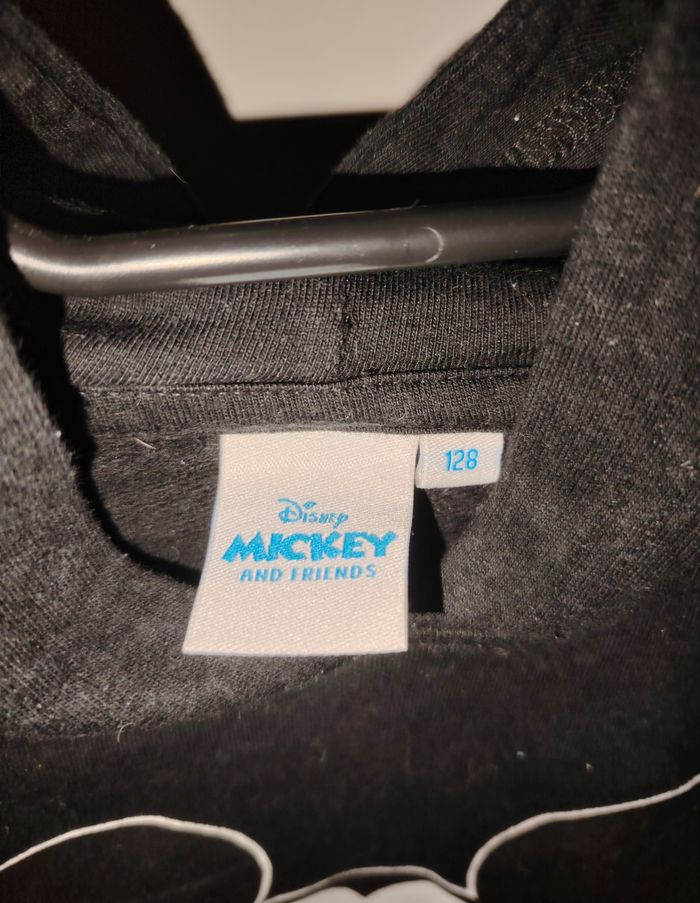 Disney
MICKEY
AND FRIENDS
128